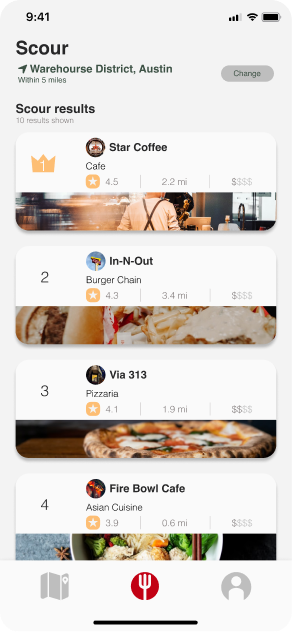 9:41
Scour
Warehourse District, Austin
Within 5 miles
Change
Scour results
10 results shown
1
Star Coffee
Cafe
4.5 2.2 mi $$$$
2
In-N-Out
Burger Chain
4.3 3.4 mi $$$$
3
Via 313
Pizzaria
4.1 1.9 mi $$$$
4
Fire Bowl Cafe
Asian Cuisine
3.9 0.6 mi $$$$